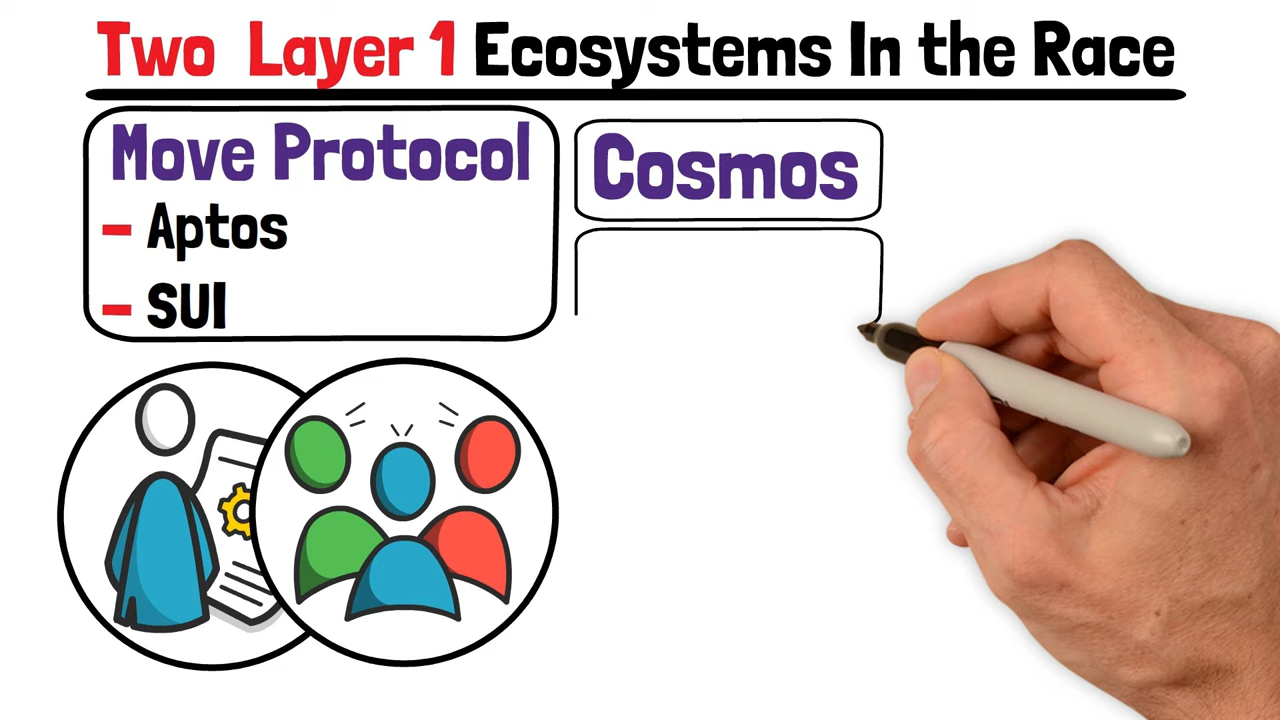 Two Layer 1 Ecosystems In the Race
Move Protocol
- Aptos
- SUI
Cosmos